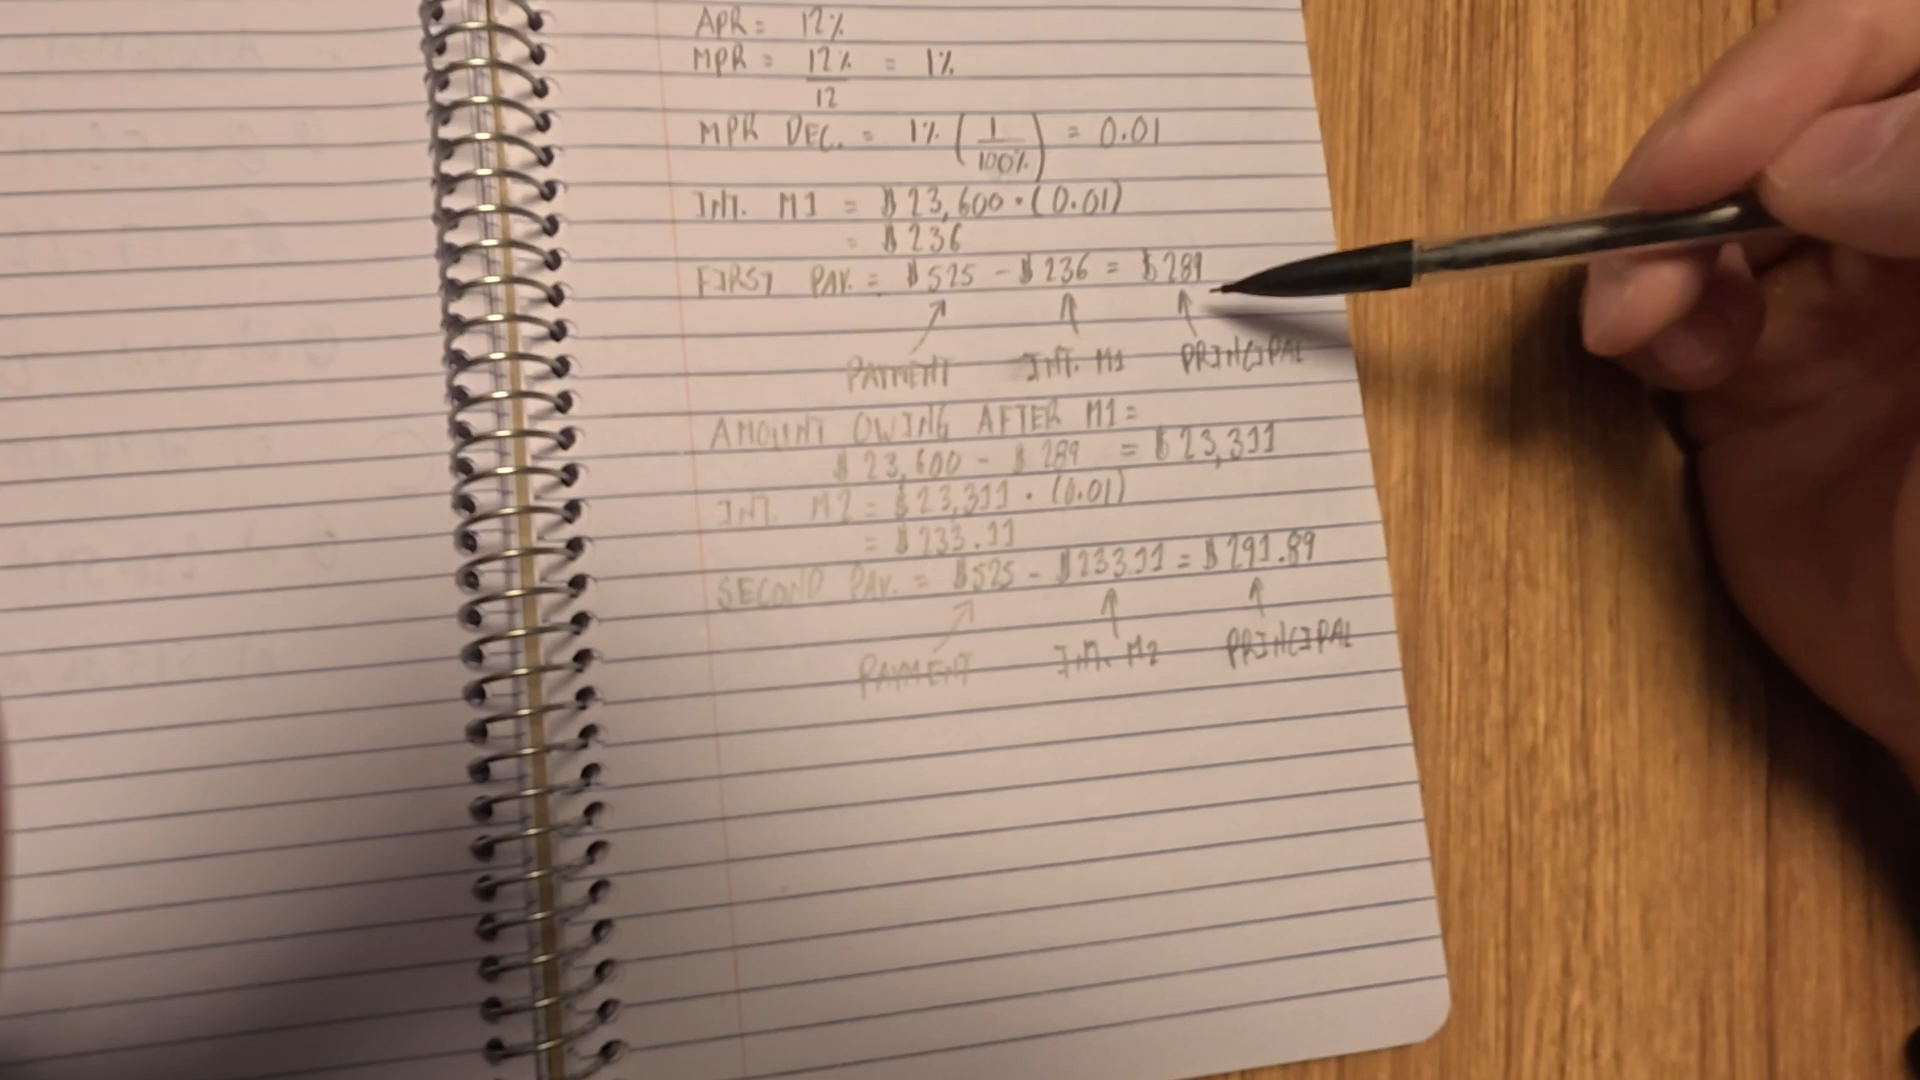 APR = 12%
MPR = 12% / 12 = 1%
MPR DEC. = 1% (1 / 100%) = 0.01
INT. M1 = $23,600 · (0.01)
= $236
FIRST PAY. = $525 - $236 = $289
PAYMENT INT. M1 PRINCIPAL
AMOUNT OWING AFTER M1 =
$23,600 - $289 = $23,311
INT. M2 = $23,311 · (0.01)
= $233.11
SECOND PAY. = $525 - $233.11 = $291.89
PAYMENT INT. M2 PRINCIPAL